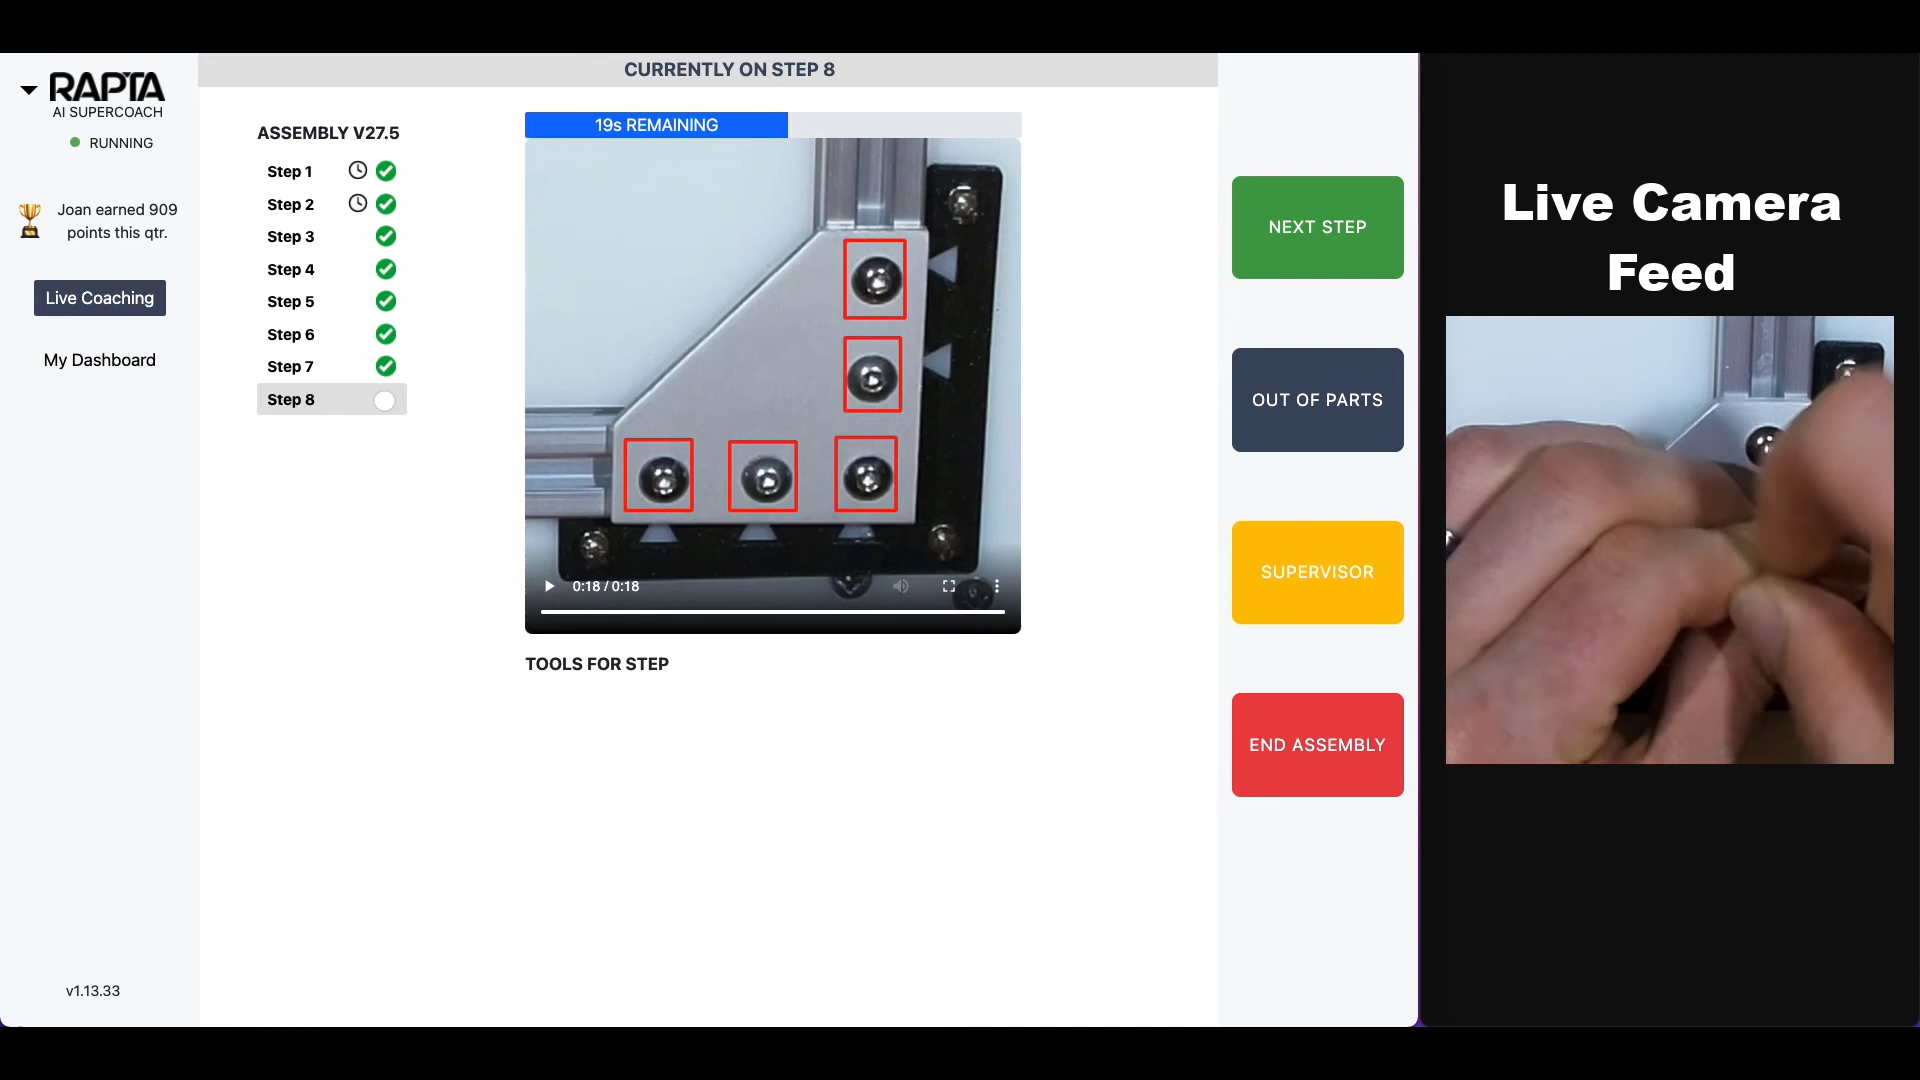 CURRENTLY ON STEP 8
RAPTA
AI SUPERCOACH
RUNNING
Joan earned 909
points this qtr.
Live Coaching
My Dashboard
v1.13.33
ASSEMBLY V27.5
Step 1
Step 2
Step 3
Step 4
Step 5
Step 6
Step 7
Step 8
19s REMAINING
0:18 / 0:18
TOOLS FOR STEP
NEXT STEP
OUT OF PARTS
SUPERVISOR
END ASSEMBLY
Live Camera
Feed